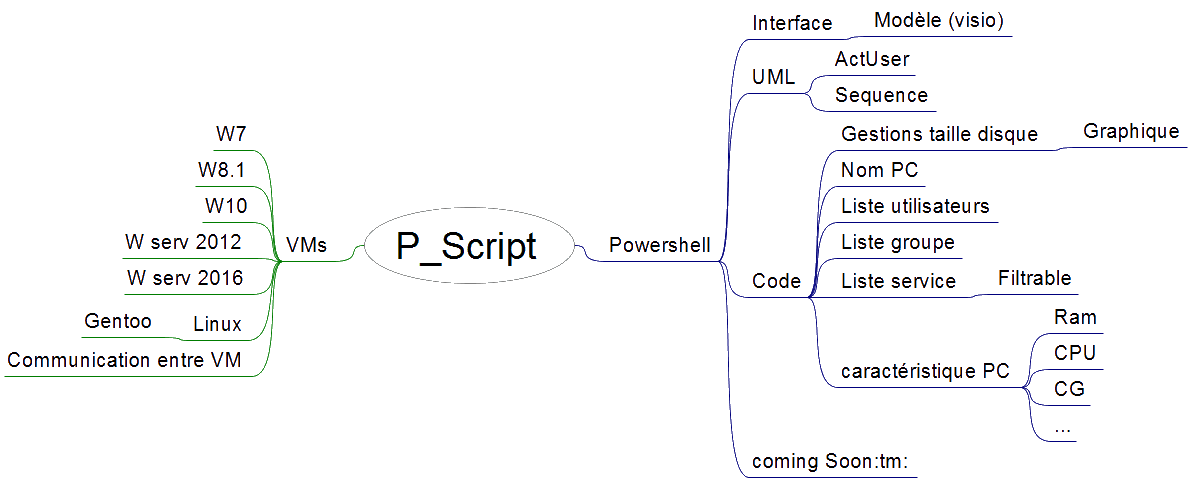 P_Script
VMs
W7
W8.1
W10
W serv 2012
W serv 2016
Linux
Gentoo
Communication entre VM
Powershell
Interface
Modèle (visio)
UML
ActUser
Sequence
Code
Gestions taille disque
Graphique
Nom PC
Liste utilisateurs
Liste groupe
Liste service
Filtrable
caractéristique PC
Ram
CPU
CG
...
coming Soon:tm: